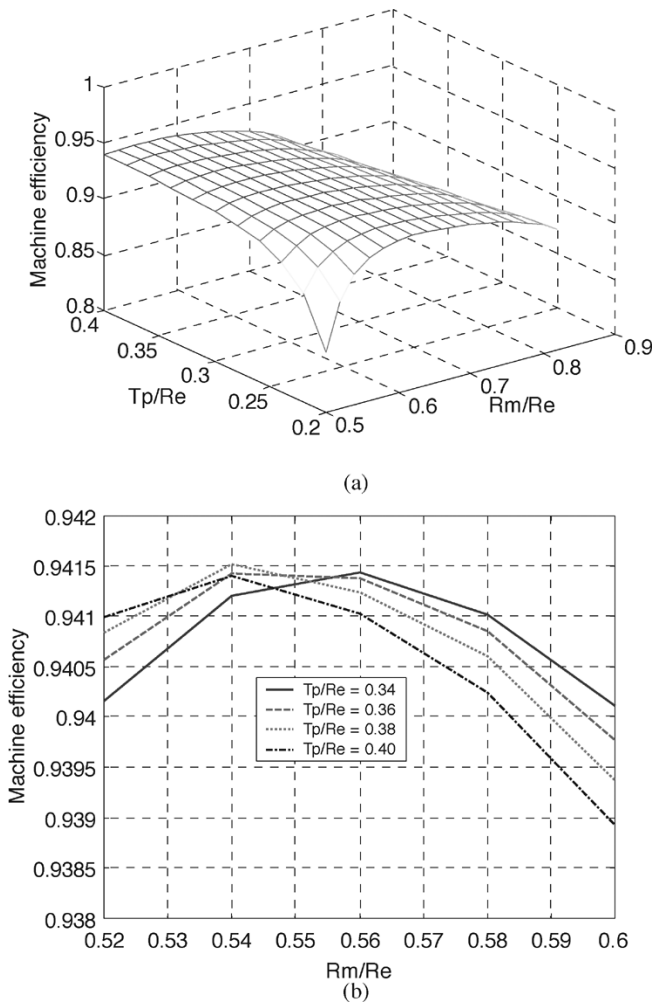 1
0.95
0.9
0.85
0.8
Machine efficiency
0.4
0.35
0.3
0.25
0.2
Tp/Re
0.5
0.6
0.7
0.8
0.9
Rm/Re
(a)
0.942
0.9415
0.941
0.9405
0.94
0.9395
0.939
0.9385
0.938
Machine efficiency
Tp/Re = 0.34
Tp/Re = 0.36
Tp/Re = 0.38
Tp/Re = 0.40
0.52 0.53 0.54 0.55 0.56 0.57 0.58 0.59 0.6
Rm/Re
(b)